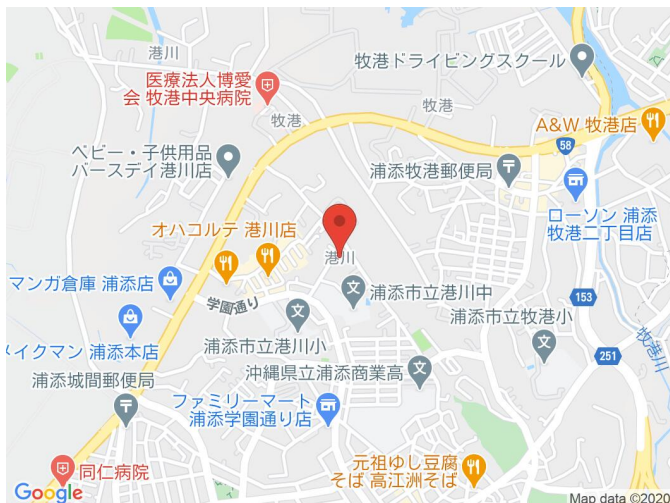 港川
牧港ドライビングスクール
医療法人博愛
会 牧港中央病院
牧港
牧港
A&W 牧港店
58
ベビー・子供用品
バースデイ港川店
浦添牧港郵便局
ローソン 浦添
牧港二丁目店
オハコルテ 港川店
港川
マンガ倉庫 浦添店
学園通り
浦添市立港川中
153
浦添市立牧港小
メイクマン 浦添本店
浦添市立港川小
牧港川
251
沖縄県立浦添商業高
浦添城間郵便局
ファミリーマート
浦添学園通り店
同仁病院
元祖ゆし豆腐
そば 高江洲そば
Google
Map data ©2020